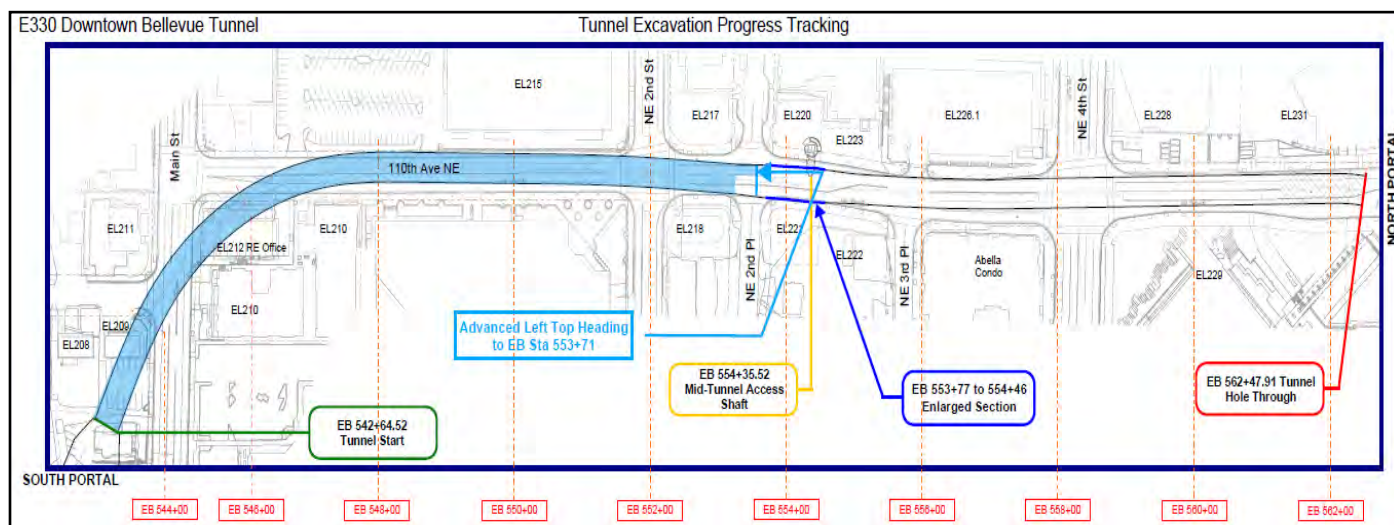 E330 Downtown Bellevue Tunnel
Tunnel Excavation Progress Tracking
EL215
NE 2nd St
EL217
EL220
EL223
EL226.1
NE 4th St
EL228
EL231
Main St
110th Ave NE
NORTH PORTAL
EL211
EL212 RE Office
EL210
EL218
NE 2nd Pl
EL221
EL222
NE 3rd Pl
Abella
Condo
EL229
EL210
EL209
EL208
Advanced Left Top Heading
to EB Sta 553+71
EB 554+35.52
Mid-Tunnel Access
Shaft
EB 553+77 to 554+46
Enlarged Section
EB 562+47.91 Tunnel
Hole Through
EB 542+64.52
Tunnel Start
SOUTH PORTAL
EB 544+00
EB 546+00
EB 548+00
EB 550+00
EB 552+00
EB 554+00
EB 556+00
EB 558+00
EB 560+00
EB 562+00